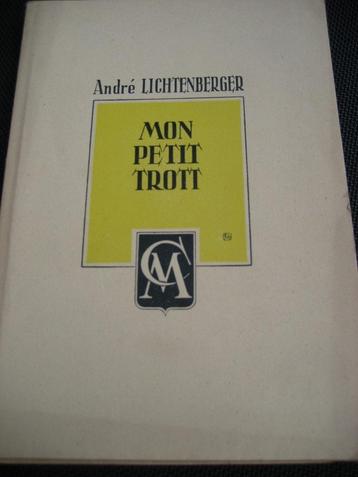 André LICHTENBERGER
MON
PETIT
TROTT
CM